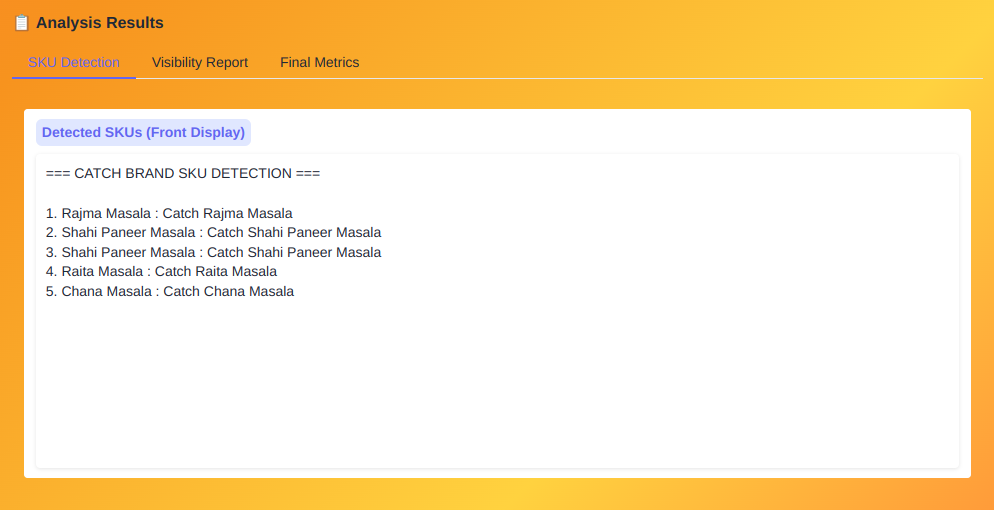 📋 Analysis Results
SKU Detection Visibility Report Final Metrics
Detected SKUs (Front Display)
=== CATCH BRAND SKU DETECTION ===
1. Rajma Masala : Catch Rajma Masala
2. Shahi Paneer Masala : Catch Shahi Paneer Masala
3. Shahi Paneer Masala : Catch Shahi Paneer Masala
4. Raita Masala : Catch Raita Masala
5. Chana Masala : Catch Chana Masala